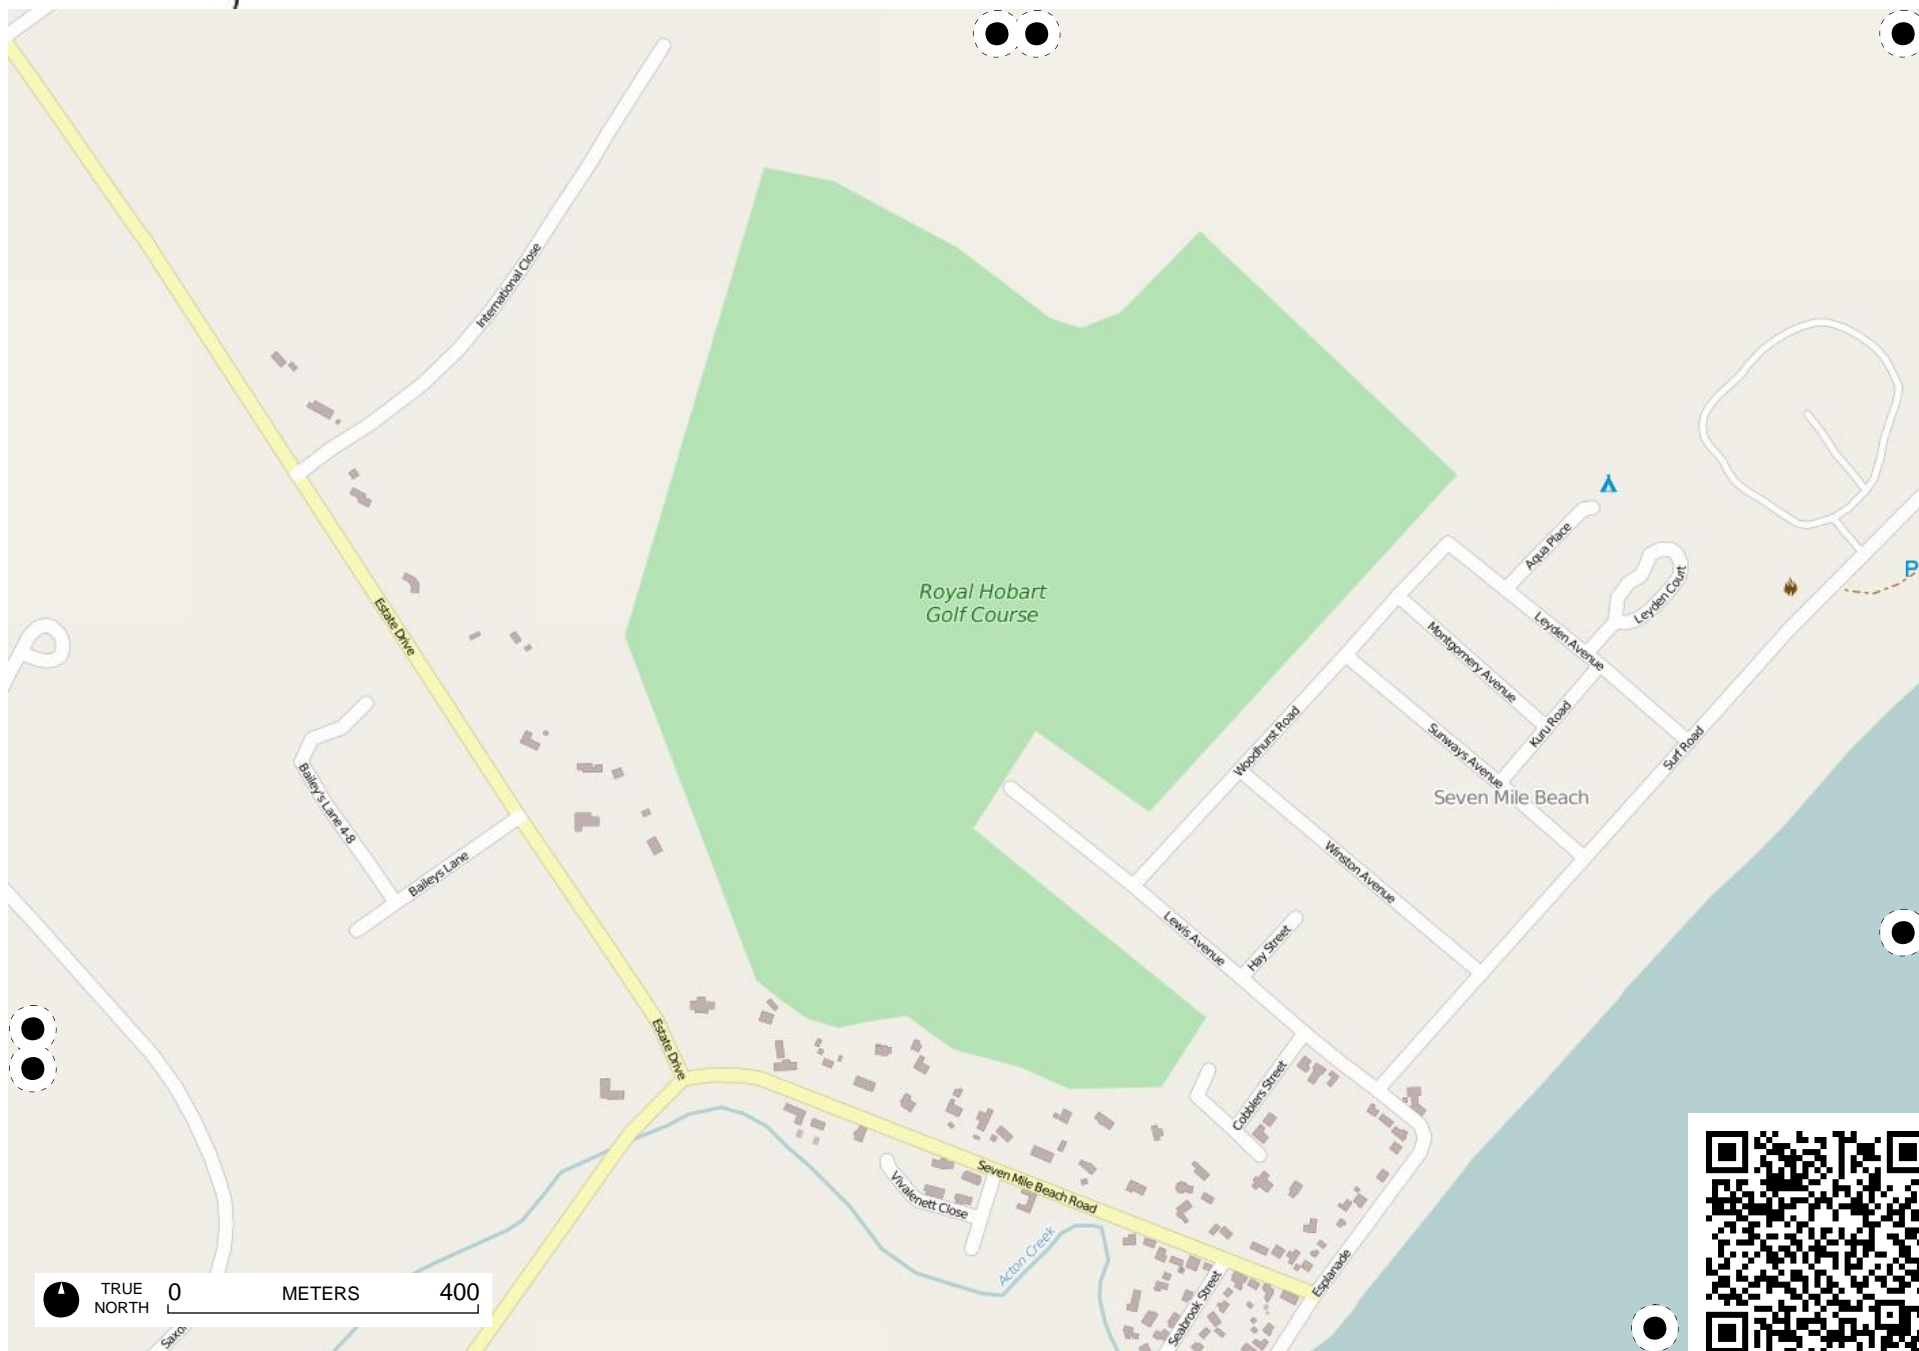 International Close
Estate Drive
Royal Hobart
Golf Course
Aqua Place
Leyden Court
Leyden Avenue
Montgomery Avenue
Kuru Road
Sunways Avenue
Woodhurst Road
Surf Road
P
Seven Mile Beach
Bailey's Lane 4-8
Baileys Lane
Winston Avenue
Lewis Avenue
Hay Street
Estate Drive
Cobblers Street
Seven Mile Beach Road
Vivalenett Close
Acton Creek
Esplanade
Seabrook Street
TRUE
NORTH
0 METERS 400